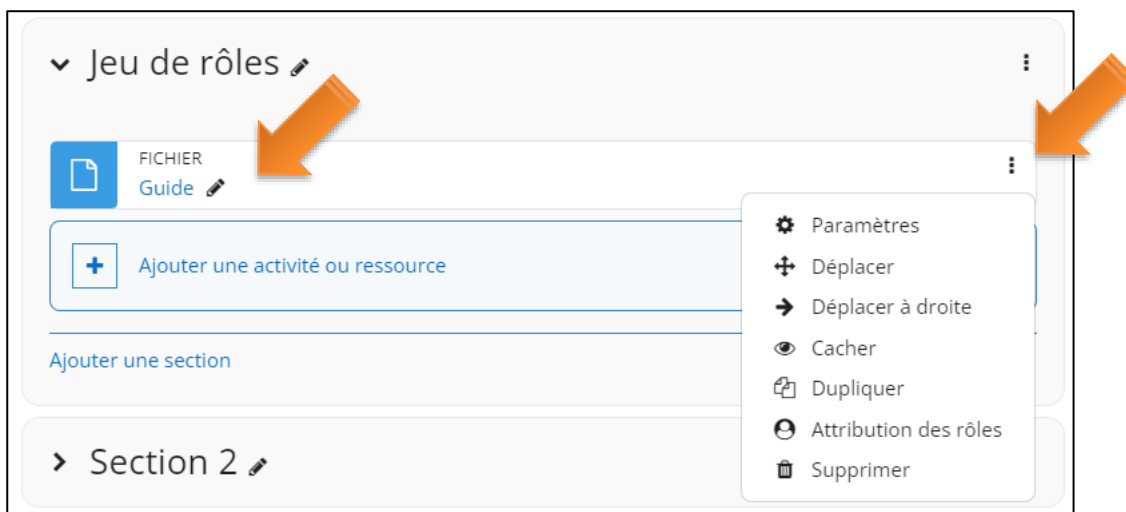 Jeu de rôles
FICHIER
Guide
Ajouter une activité ou ressource
Ajouter une section
Paramètres
Déplacer
Déplacer à droite
Cacher
Dupliquer
Attribution des rôles
Supprimer
Section 2